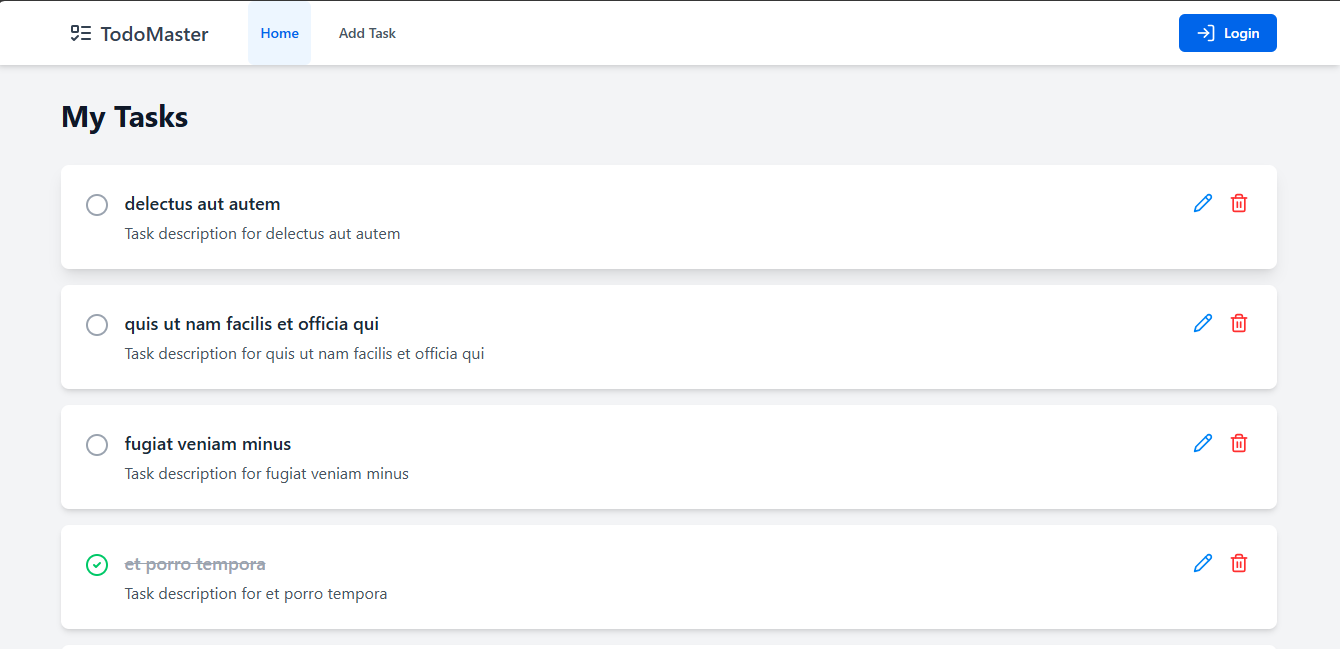 TodoMaster
Home
Add Task
Login
My Tasks
delectus aut autem
Task description for delectus aut autem
quis ut nam facilis et officia qui
Task description for quis ut nam facilis et officia qui
fugiat veniam minus
Task description for fugiat veniam minus
et porro tempora
Task description for et porro tempora